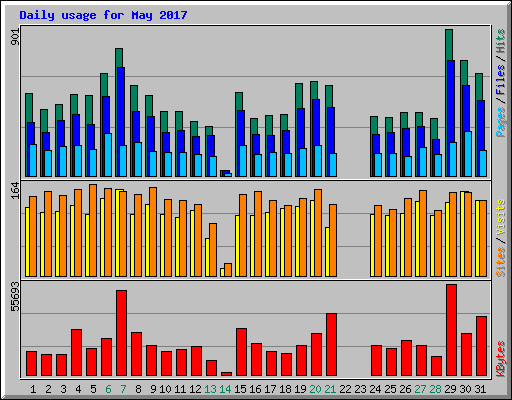 Daily usage for May 2017
901
Pages / Files / Hits
164
Sites / Visits
55693
KBytes
1 2 3 4 5 6 7 8 9 10 11 12 13 14 15 16 17 18 19 20 21 22 23 24 25 26 27 28 29 30 31